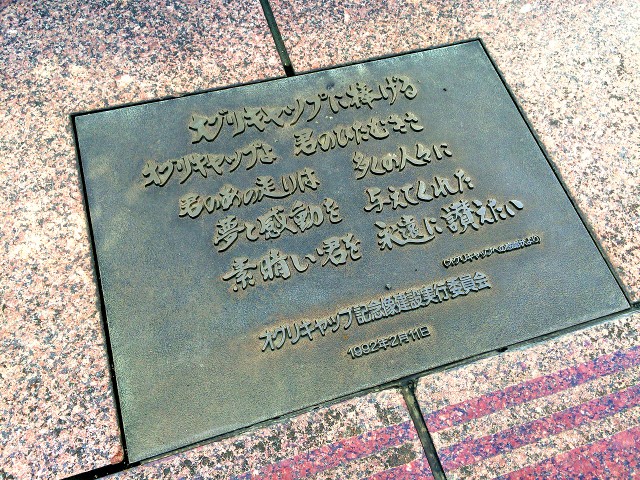 オグリキャップに捧げる
オグリキャップよ 君のひたむきさ
君のあの走りは 多くの人々に
夢と感動を 与えてくれた
素晴しい君を 永遠に讃えたい
オグリキャップ記念像建設実行委員会
1992年2月11日